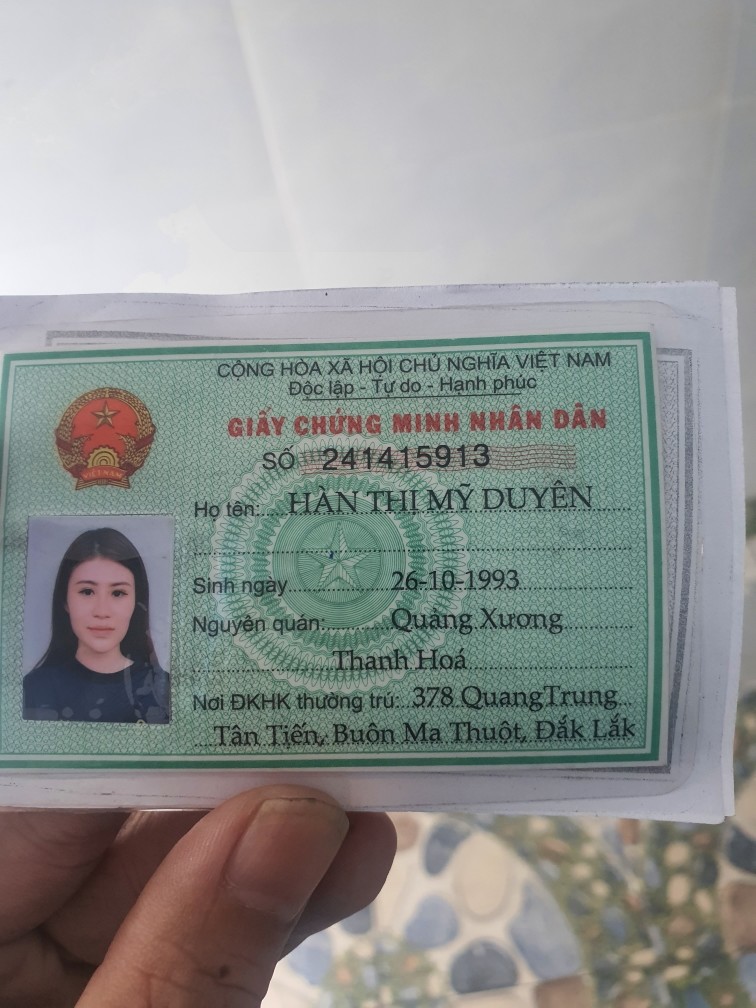 CỘNG HÒA XÃ HỘI CHỦ NGHĨA VIỆT NAM
Độc lập - Tự do - Hạnh phúc
GIẤY CHỨNG MINH NHÂN DÂN
SỐ 241415913
VIỆT NAM
Họ tên: HÀN THỊ MỸ DUYÊN
Sinh ngày 26-10-1993
Nguyên quán: Quảng Xương
Thanh Hoá
Nơi ĐKHK thường trú: 378 QuangTrung
Tân Tiến, Buôn Ma Thuột, Đắk Lắk